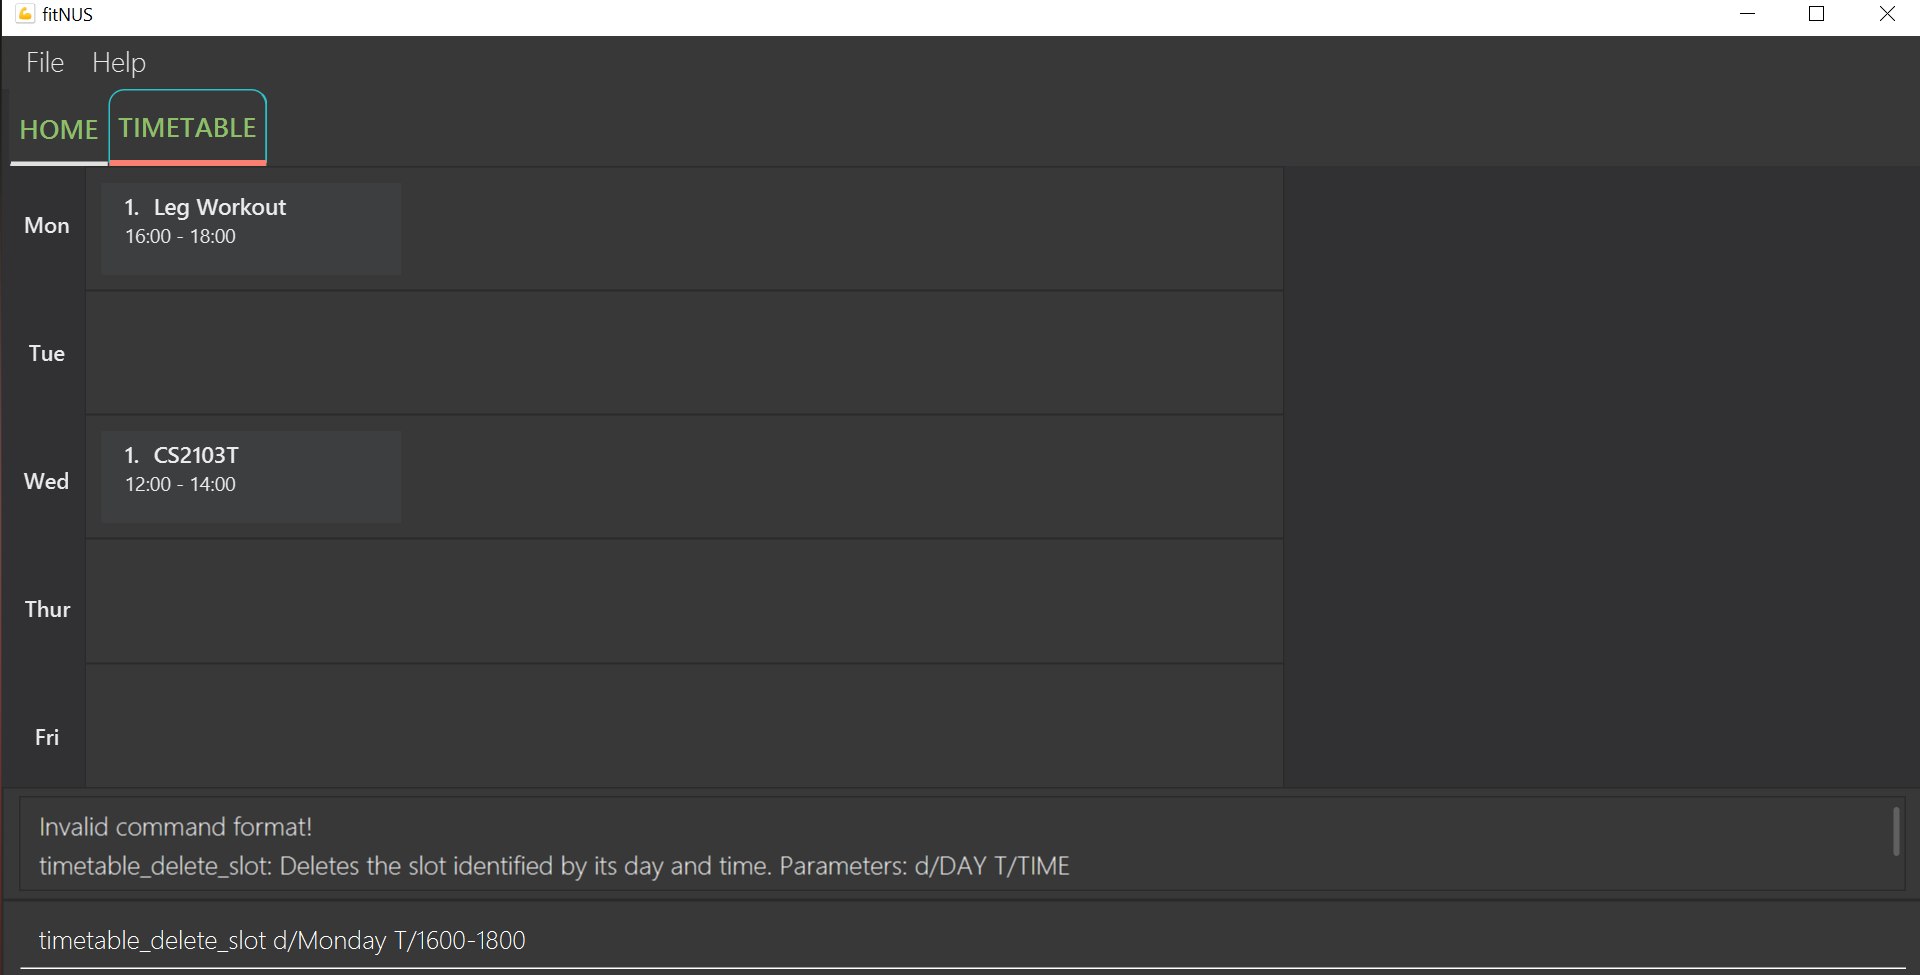 fitNUS
File Help
HOME TIMETABLE
Mon
1. Leg Workout
16:00 - 18:00
Tue
Wed
1. CS2103T
12:00 - 14:00
Thur
Fri
Invalid command format!
timetable_delete_slot: Deletes the slot identified by its day and time. Parameters: d/DAY T/TIME
timetable_delete_slot d/Monday T/1600-1800